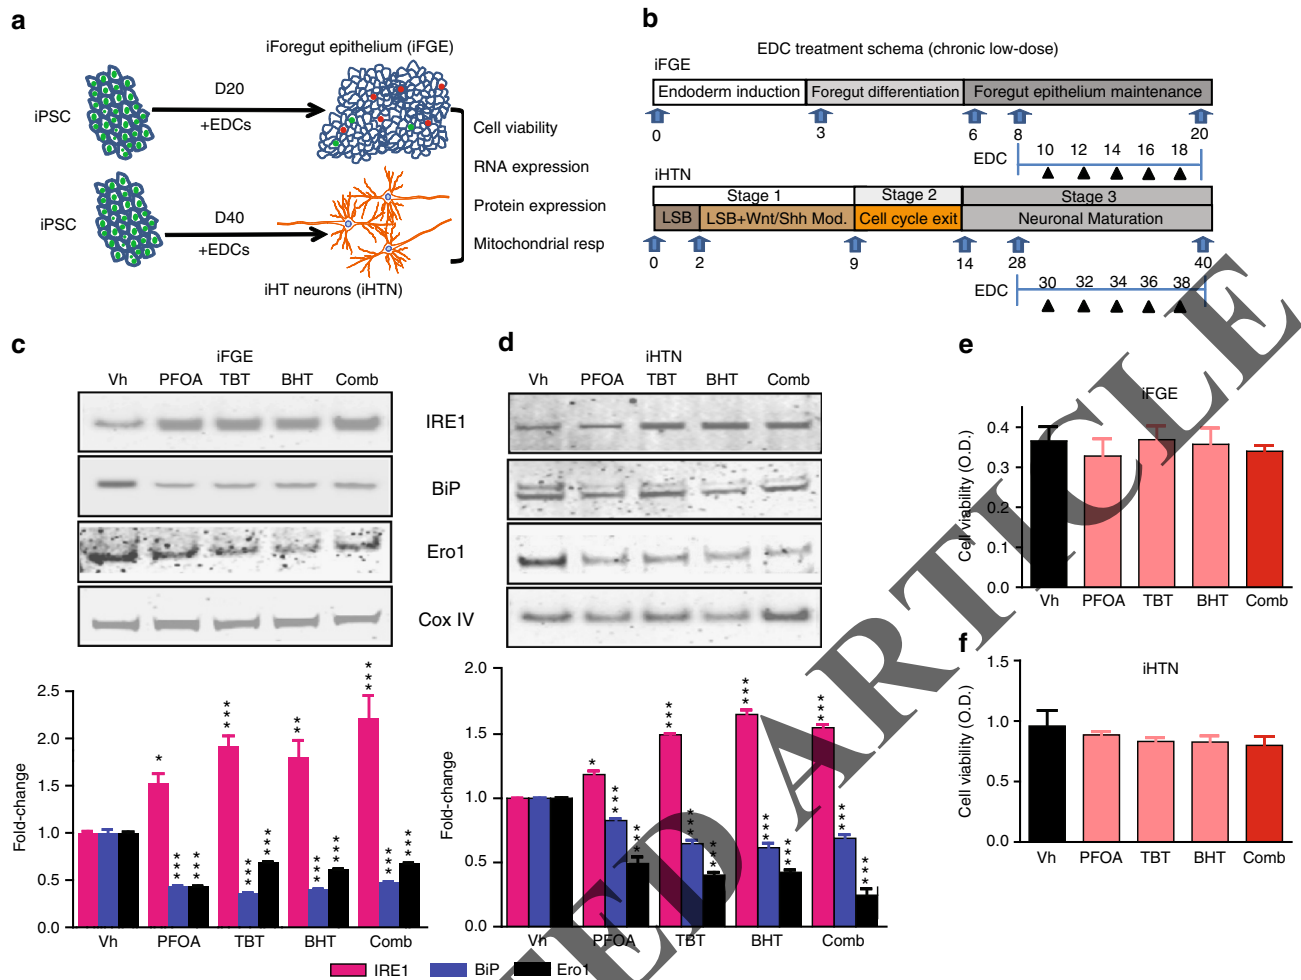 a
iForegut epithelium (iFGE)
iPSC
D20
+EDCs
iPSC
D40
+EDCs
iHT neurons (iHTN)
Cell viability
RNA expression
Protein expression
Mitochondrial resp
b
EDC treatment schema (chronic low-dose)
iFGE
Endoderm induction
Foregut differentiation
Foregut epithelium maintenance
0 3 6 8 20
EDC
10 12 14 16 18
iHTN
Stage 1 Stage 2 Stage 3
LSB LSB+Wnt/Shh Mod. Cell cycle exit Neuronal Maturation
0 2 9 14 28 40
EDC
30 32 34 36 38
c
iFGE
Vh PFOA TBT BHT Comb
d
iHTN
Vh PFOA TBT BHT Comb
IRE1
BiP
Ero1
Cox IV
Fold-change
2.5
2.0
1.5
1.0
0.5
0.0
* *** ***
*** *** ***
** *** ***
*** *** ***
Vh PFOA TBT BHT Comb
Fold-change
2.0
1.5
1.0
0.5
0.0
* *** ***
*** *** ***
*** *** ***
*** *** ***
Vh PFOA TBT BHT Comb
IRE1 BiP Ero1
e
iFGE
Cell viability (O.D.)
0.4
0.3
0.2
0.1
0.0
Vh PFOA TBT BHT Comb
f
iHTN
Cell viability (O.D.)
1.5
1.0
0.5
0.0
Vh PFOA TBT BHT Comb
TED ARTICLE